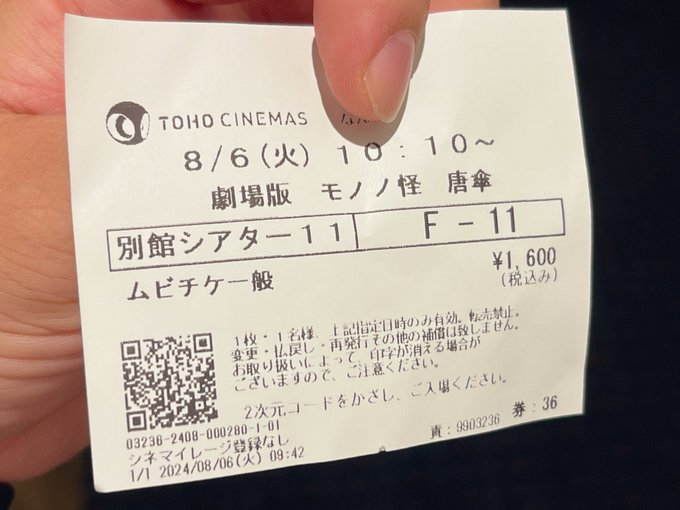 TOHO CINEMAS
8/6(火) 10:10~
劇場版 モノノ怪 唐傘
別館シアター11 F-11
ムビチケ一般 ¥1,600
(税込み)
1枚・1名様、上記指定日時のみ有効。転売禁止。
変更・払戻し・再発行その他の補償は致しません。
お取り扱いによって、印字が消える場合が
ございますので、ご注意ください。
2次元コードをかざし、ご入場ください。
03236-2408-000280-1-01
シネマイレージ登録なし
1/1 2024/08/06(火) 09:42 責:9903236 券:36